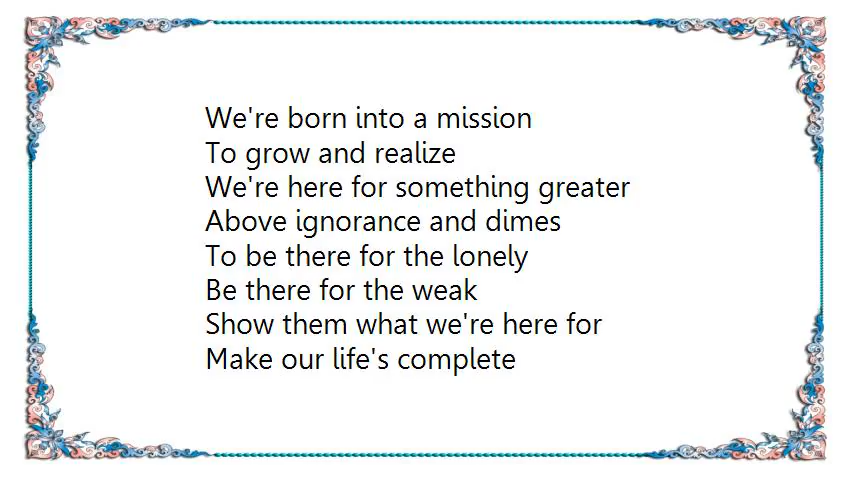 We're born into a mission
To grow and realize
We're here for something greater
Above ignorance and dimes
To be there for the lonely
Be there for the weak
Show them what we're here for
Make our life's complete